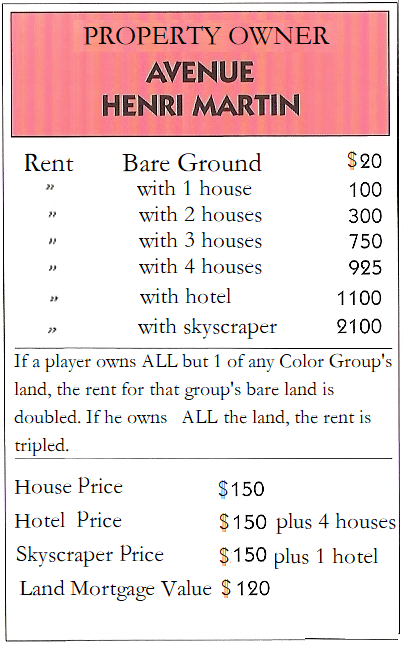 PROPERTY OWNER
AVENUE
HENRI MARTIN
Rent Bare Ground $20
" with 1 house 100
" with 2 houses 300
" with 3 houses 750
" with 4 houses 925
" with hotel 1100
" with skyscraper 2100
If a player owns ALL but 1 of any Color Group's
land, the rent for that group's bare land is
doubled. If he owns ALL the land, the rent is
tripled.
House Price $150
Hotel Price $150 plus 4 houses
Skyscraper Price $150 plus 1 hotel
Land Mortgage Value $120